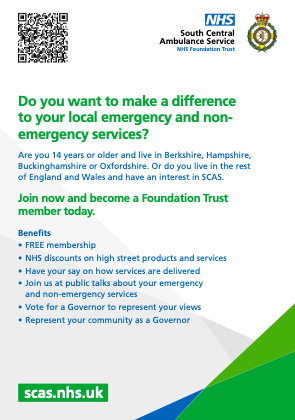 NHS
South Central
Ambulance Service
NHS Foundation Trust
Do you want to make a difference
to your local emergency and non-
emergency services?
Are you 14 years or older and live in Berkshire, Hampshire,
Buckinghamshire or Oxfordshire. Or do you live in the rest
of England and Wales and have an interest in SCAS.
Join now and become a Foundation Trust
member today.
Benefits
• FREE membership
• NHS discounts on high street products and services
• Have your say on how services are delivered
• Join us at public talks about your emergency
and non-emergency services
• Vote for a Governor to represent your views
• Represent your community as a Governor
scas.nhs.uk